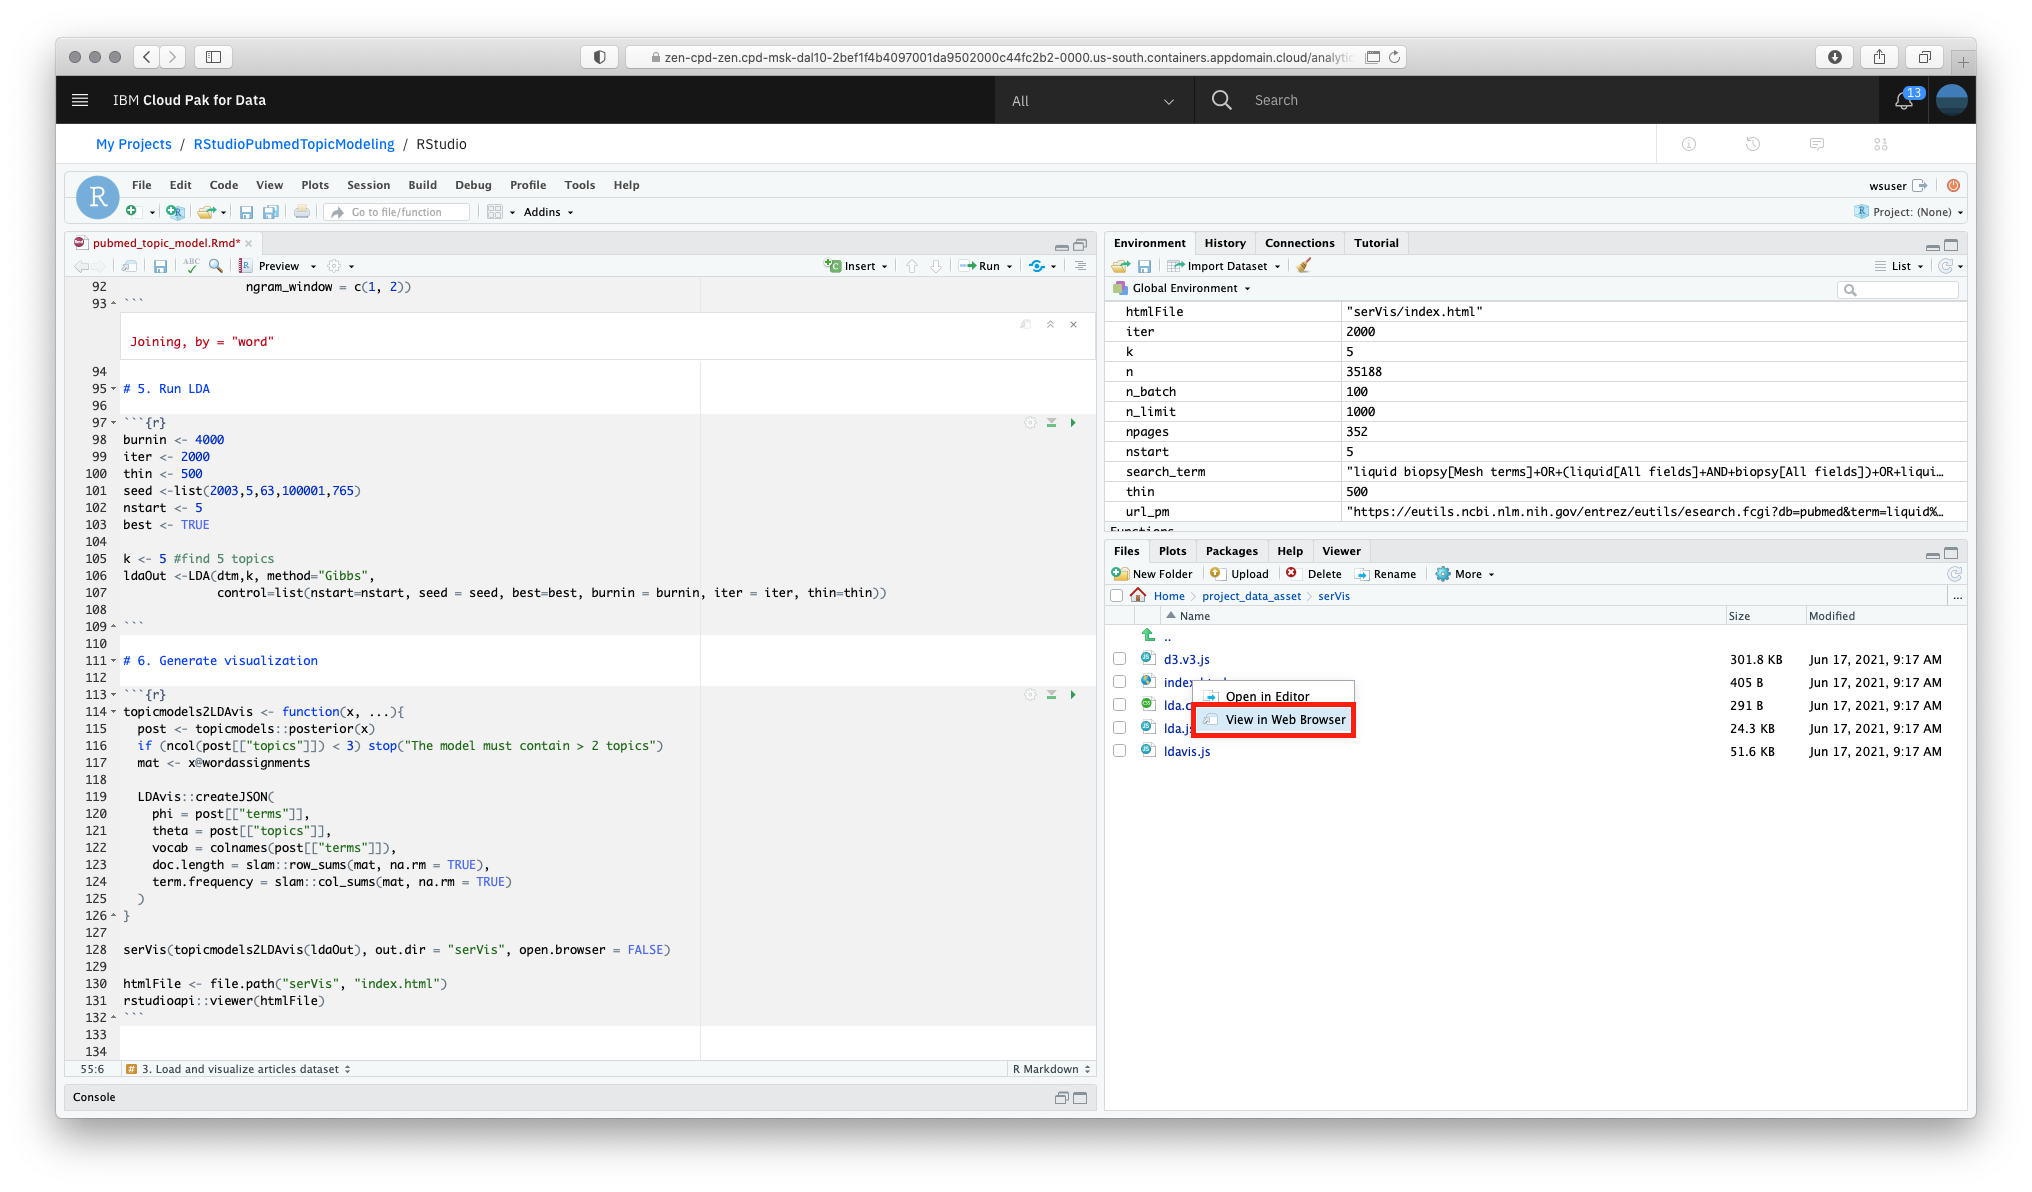 zen-cpd-zen.cpd-msk-dal10-2bef1f4b4097001da9502000c44fc2b2-0000.us-south.containers.appdomain.cloud/analytic
IBM Cloud Pak for Data
All
Search
13
My Projects / RStudioPubmedTopicModeling / RStudio
R File Edit Code View Plots Session Build Debug Profile Tools Help
wsuser
Go to file/function
Addins
Project: (None)
pubmed_topic_model.Rmd*
Preview
Insert
Run
92 ngram_window = c(1, 2))
93 ```
Joining, by = "word"
94
95 # 5. Run LDA
96
97 ```{r}
98 burnin <- 4000
99 iter <- 2000
100 thin <- 500
101 seed <-list(2003,5,63,100001,765)
102 nstart <- 5
103 best <- TRUE
104
105 k <- 5 #find 5 topics
106 ldaOut <-LDA(dtm,k, method="Gibbs",
107 control=list(nstart=nstart, seed = seed, best=best, burnin = burnin, iter = iter, thin=thin))
108
109 ```
110
111 # 6. Generate visualization
112
113 ```{r}
114 topicmodels2LDAvis <- function(x, ...){
115 post <- topicmodels::posterior(x)
116 if (ncol(post[["topics"]]) < 3) stop("The model must contain > 2 topics")
117 mat <- x@wordassignments
118
119 LDAvis::createJSON(
120 phi = post[["terms"]],
121 theta = post[["topics"]],
122 vocab = colnames(post[["terms"]]),
123 doc.length = slam::row_sums(mat, na.rm = TRUE),
124 term.frequency = slam::col_sums(mat, na.rm = TRUE)
125 )
126 }
127
128 serVis(topicmodels2LDAvis(ldaOut), out.dir = "serVis", open.browser = FALSE)
129
130 htmlFile <- file.path("serVis", "index.html")
131 rstudioapi::viewer(htmlFile)
132 ```
133
134
55:6 # 3. Load and visualize articles dataset
R Markdown
Console
Environment History Connections Tutorial
Import Dataset
List
Global Environment
htmlFile "serVis/index.html"
iter 2000
k 5
n 35188
n_batch 100
n_limit 1000
npages 352
nstart 5
search_term "liquid biopsy[Mesh terms]+OR+(liquid[All fields]+AND+biopsy[All fields])+OR+liqui…
thin 500
url_pm "https://eutils.ncbi.nlm.nih.gov/entrez/eutils/esearch.fcgi?db=pubmed&term=liquid%…
Functions
Files Plots Packages Help Viewer
New Folder Upload Delete Rename More
Home project_data_asset serVis ...
Name Size Modified
..
d3.v3.js 301.8 KB Jun 17, 2021, 9:17 AM
index.html 405 B Jun 17, 2021, 9:17 AM
Open in Editor
lda.c 291 B Jun 17, 2021, 9:17 AM
View in Web Browser
lda.js 24.3 KB Jun 17, 2021, 9:17 AM
ldavis.js 51.6 KB Jun 17, 2021, 9:17 AM